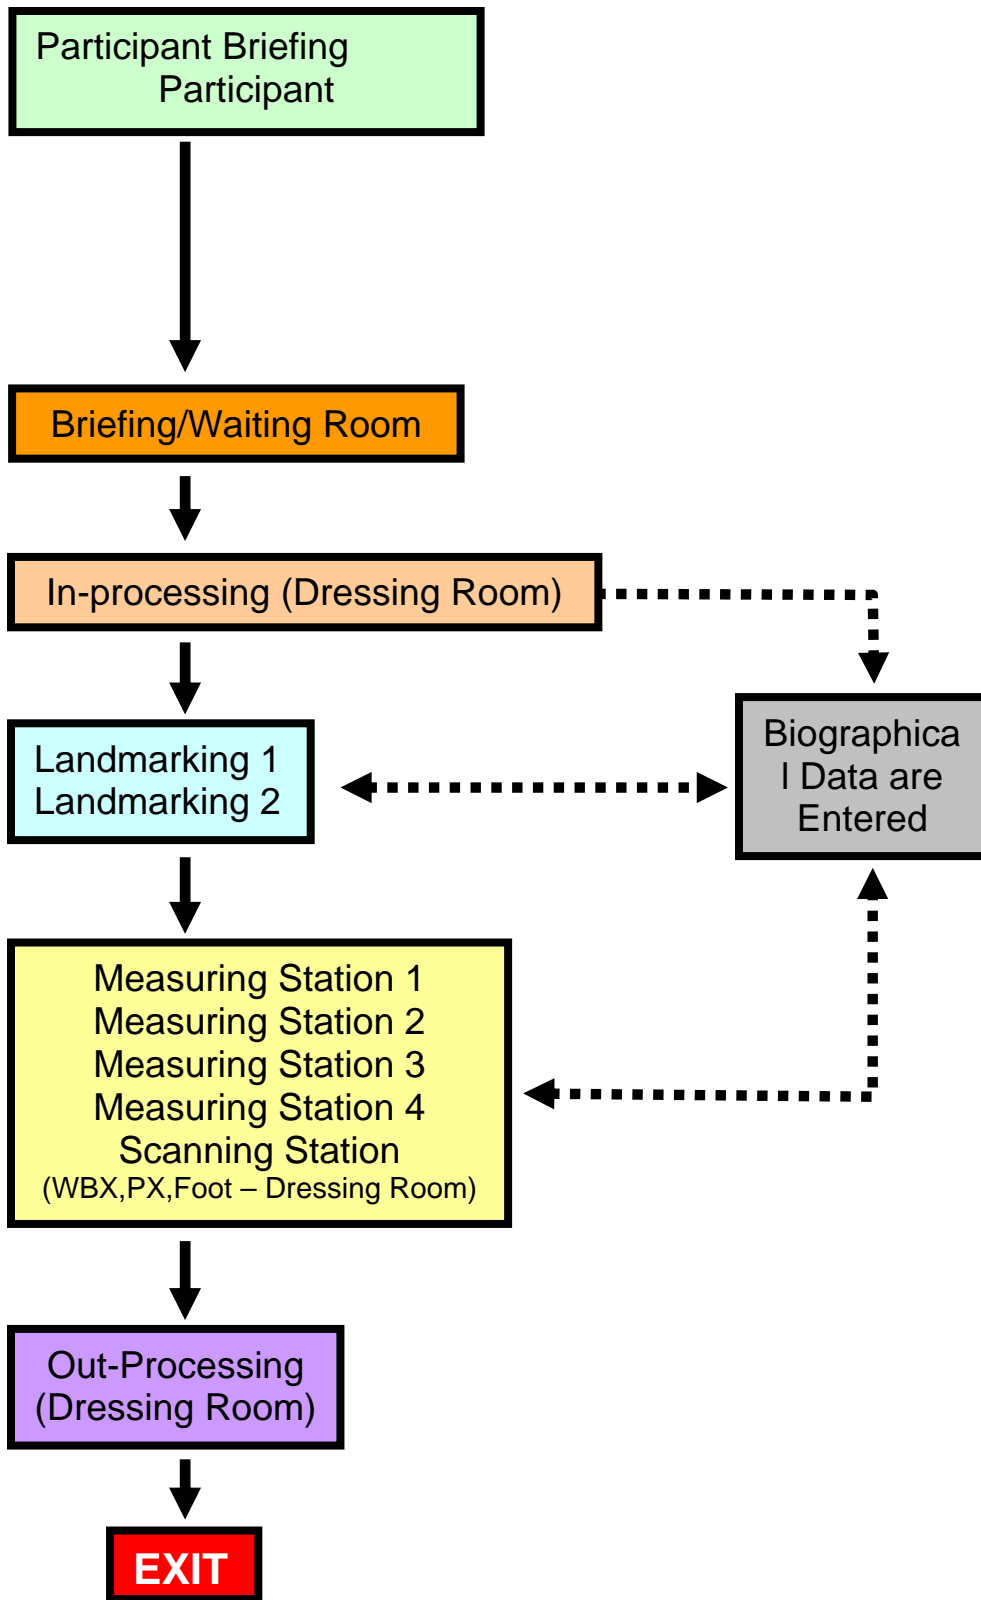 Participant Briefing
Participant
Briefing/Waiting Room
In-processing (Dressing Room)
Landmarking 1
Landmarking 2
Biographica
l Data are
Entered
Measuring Station 1
Measuring Station 2
Measuring Station 3
Measuring Station 4
Scanning Station
(WBX,PX,Foot – Dressing Room)
Out-Processing
(Dressing Room)
EXIT